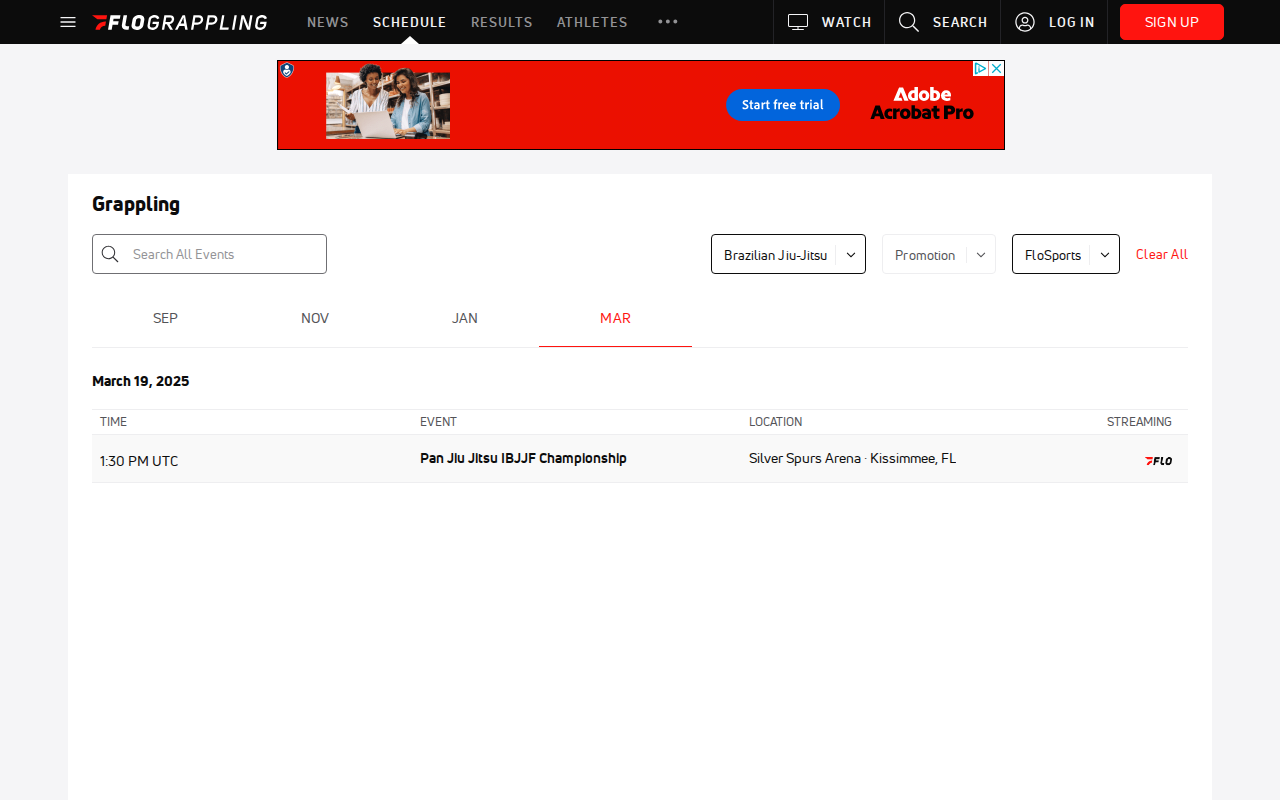 FLOGRAPPLING NEWS SCHEDULE RESULTS ATHLETES WATCH SEARCH LOG IN SIGN UP
Start free trial
Adobe
Acrobat Pro
Grappling
Search All Events Brazilian Jiu-Jitsu Promotion FloSports Clear All
SEP NOV JAN MAR
March 19, 2025
TIME EVENT LOCATION STREAMING
1:30 PM UTC Pan Jiu Jitsu IBJJF Championship Silver Spurs Arena · Kissimmee, FL FLO